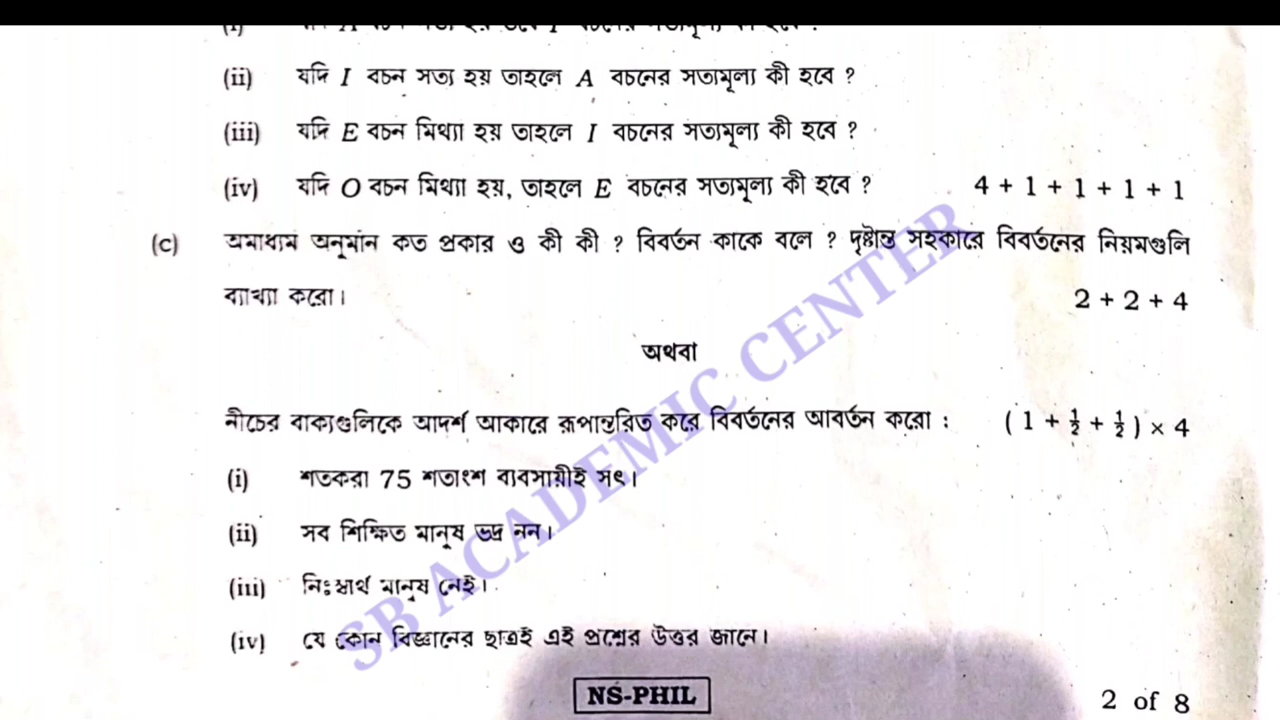 (ii) যদি I বচন সত্য হয় তাহলে A বচনের সত্যমূল্য কী হবে ?
(iii) যদি E বচন মিথ্যা হয় তাহলে I বচনের সত্যমূল্য কী হবে ?
(iv) যদি O বচন মিথ্যা হয়, তাহলে E বচনের সত্যমূল্য কী হবে ? 4 + 1 + 1 + 1 + 1
(c) অমাধ্যম অনুমান কত প্রকার ও কী কী ? বিবর্তন কাকে বলে ? দৃষ্টান্ত সহকারে বিবর্তনের নিয়মগুলি
ব্যাখ্যা করো। 2 + 2 + 4
অথবা
নীচের বাক্যগুলিকে আদর্শ আকারে রূপান্তরিত করে বিবর্তনের আবর্তন করো : ( 1 + ½ + ½ ) × 4
(i) শতকরা 75 শতাংশ ব্যবসায়ীই সৎ।
(ii) সব শিক্ষিত মানুষ ভদ্র নন।
(iii) নিঃস্বার্থ মানুষ নেই।
(iv) যে কোন বিজ্ঞানের ছাত্রই এই প্রশ্নের উত্তর জানে।
SB ACADEMIC CENTER
NS-PHIL 2 of 8